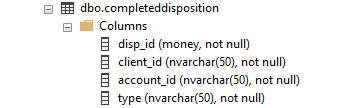 dbo.completeddisposition
Columns
disp_id (money, not null)
client_id (nvarchar(50), not null)
account_id (nvarchar(50), not null)
type (nvarchar(50), not null)